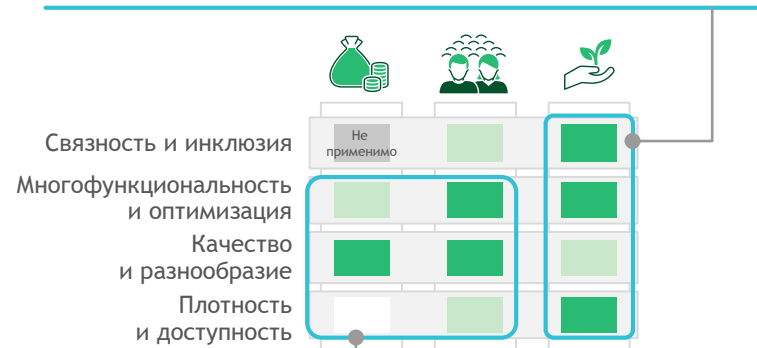 Связность и инклюзия
Не
применимо
Многофункциональность
и оптимизация
Качество
и разнообразие
Плотность
и доступность